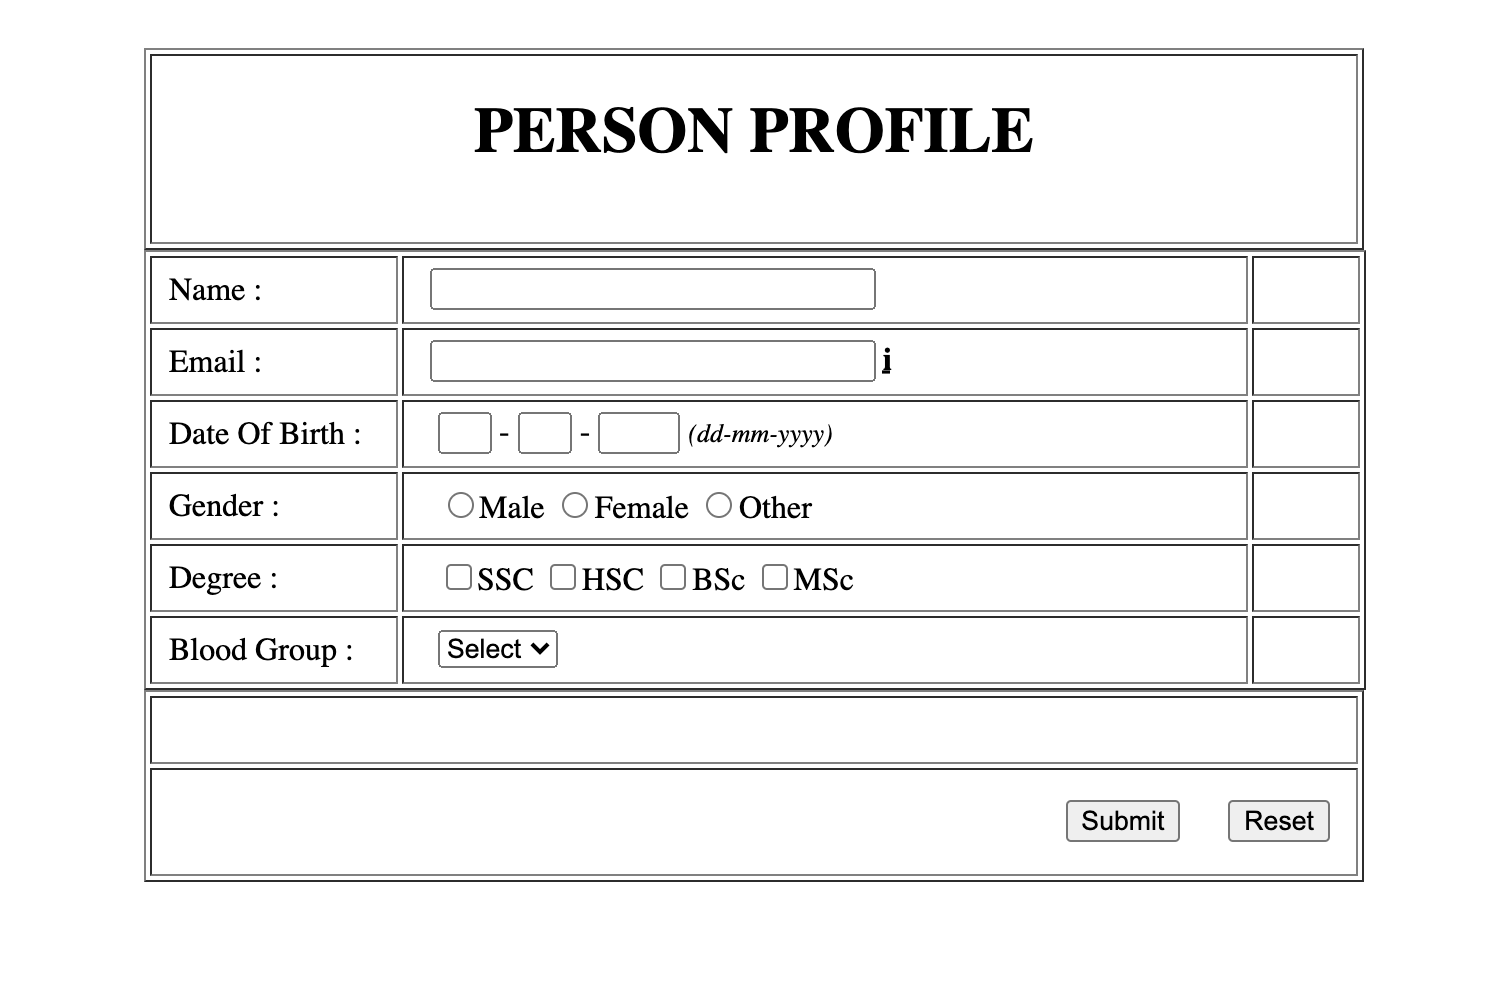 PERSON PROFILE
Name :
Email : i
Date Of Birth : - - (dd-mm-yyyy)
Gender : Male Female Other
Degree : SSC HSC BSc MSc
Blood Group : Select
Submit Reset